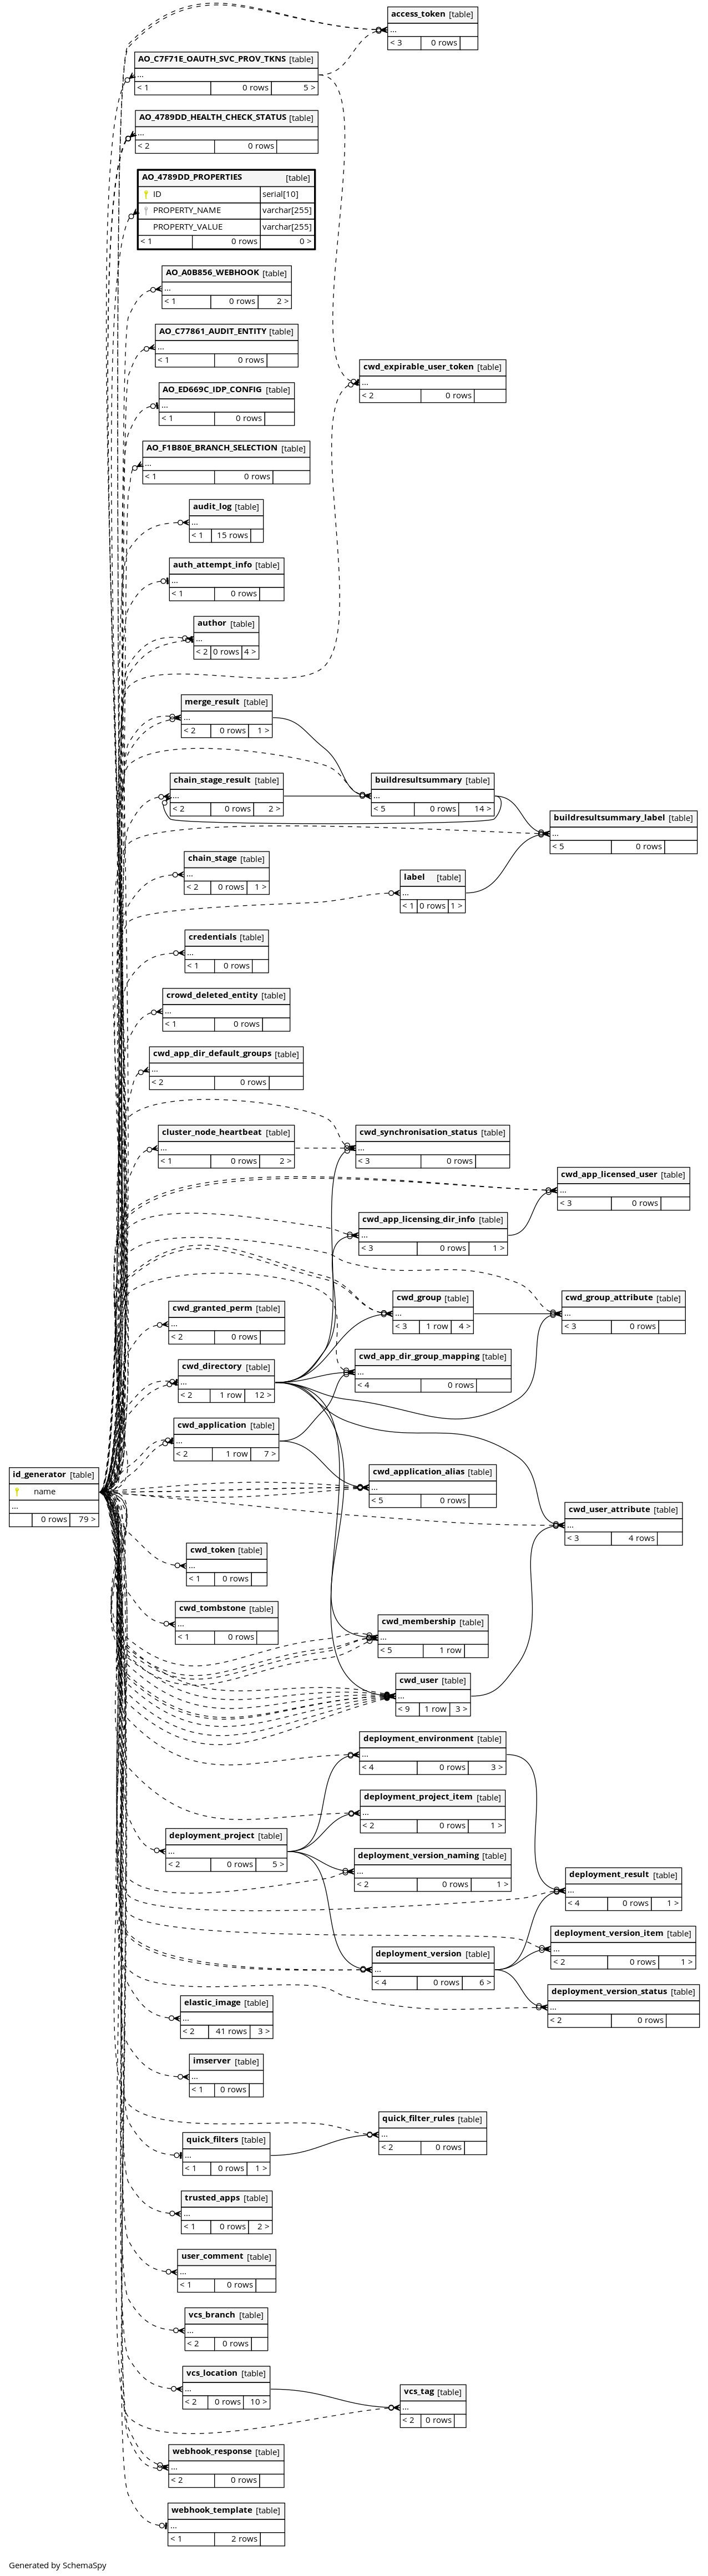 access_token [table]
...
< 3 0 rows
AO_C7F71E_OAUTH_SVC_PROV_TKNS [table]
...
< 1 0 rows 5 >
AO_4789DD_HEALTH_CHECK_STATUS [table]
...
< 2 0 rows
AO_4789DD_PROPERTIES [table]
ID serial[10]
PROPERTY_NAME varchar[255]
PROPERTY_VALUE varchar[255]
< 1 0 rows 0 >
AO_A0B856_WEBHOOK [table]
...
< 1 0 rows 2 >
AO_C77861_AUDIT_ENTITY [table]
...
< 1 0 rows
cwd_expirable_user_token [table]
...
< 2 0 rows
AO_ED669C_IDP_CONFIG [table]
...
< 1 0 rows
AO_F1B80E_BRANCH_SELECTION [table]
...
< 1 0 rows
audit_log [table]
...
< 1 15 rows
auth_attempt_info [table]
...
< 1 0 rows
author [table]
...
< 2 0 rows 4 >
merge_result [table]
...
< 2 0 rows 1 >
chain_stage_result [table]
...
< 2 0 rows 2 >
buildresultsummary [table]
...
< 5 0 rows 14 >
buildresultsummary_label [table]
...
< 5 0 rows
chain_stage [table]
...
< 2 0 rows 1 >
label [table]
...
< 1 0 rows 1 >
credentials [table]
...
< 1 0 rows
crowd_deleted_entity [table]
...
< 1 0 rows
cwd_app_dir_default_groups [table]
...
< 2 0 rows
cluster_node_heartbeat [table]
...
< 1 0 rows 2 >
cwd_synchronisation_status [table]
...
< 3 0 rows
cwd_app_licensed_user [table]
...
< 3 0 rows
cwd_app_licensing_dir_info [table]
...
< 3 0 rows 1 >
cwd_group [table]
...
< 3 1 row 4 >
cwd_group_attribute [table]
...
< 3 0 rows
cwd_granted_perm [table]
...
< 2 0 rows
cwd_app_dir_group_mapping [table]
...
< 4 0 rows
cwd_directory [table]
...
< 2 1 row 12 >
cwd_application [table]
...
< 2 1 row 7 >
id_generator [table]
name
...
0 rows 79 >
cwd_application_alias [table]
...
< 5 0 rows
cwd_user_attribute [table]
...
< 3 4 rows
cwd_token [table]
...
< 1 0 rows
cwd_tombstone [table]
...
< 1 0 rows
cwd_membership [table]
...
< 5 1 row
cwd_user [table]
...
< 9 1 row 3 >
deployment_environment [table]
...
< 4 0 rows 3 >
deployment_project_item [table]
...
< 2 0 rows 1 >
deployment_project [table]
...
< 2 0 rows 5 >
deployment_version_naming [table]
...
< 2 0 rows 1 >
deployment_result [table]
...
< 4 0 rows 1 >
deployment_version_item [table]
...
< 2 0 rows 1 >
deployment_version [table]
...
< 4 0 rows 6 >
deployment_version_status [table]
...
< 2 0 rows
elastic_image [table]
...
< 2 41 rows 3 >
imserver [table]
...
< 1 0 rows
quick_filter_rules [table]
...
< 2 0 rows
quick_filters [table]
...
< 1 0 rows 1 >
trusted_apps [table]
...
< 1 0 rows 2 >
user_comment [table]
...
< 1 0 rows
vcs_branch [table]
...
< 2 0 rows
vcs_location [table]
...
< 2 0 rows 10 >
vcs_tag [table]
...
< 2 0 rows
webhook_response [table]
...
< 2 0 rows
webhook_template [table]
...
< 1 2 rows
Generated by SchemaSpy